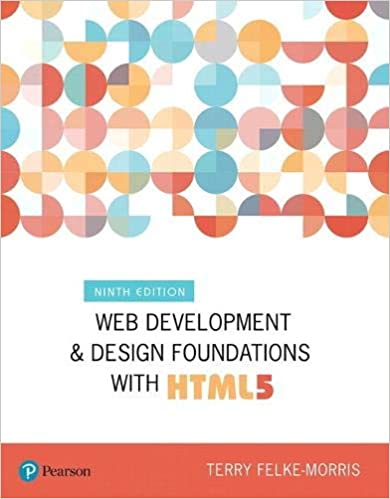 NINTH EDITION
WEB DEVELOPMENT
& DESIGN FOUNDATIONS
WITH HTML5
Pearson
TERRY FELKE-MORRIS